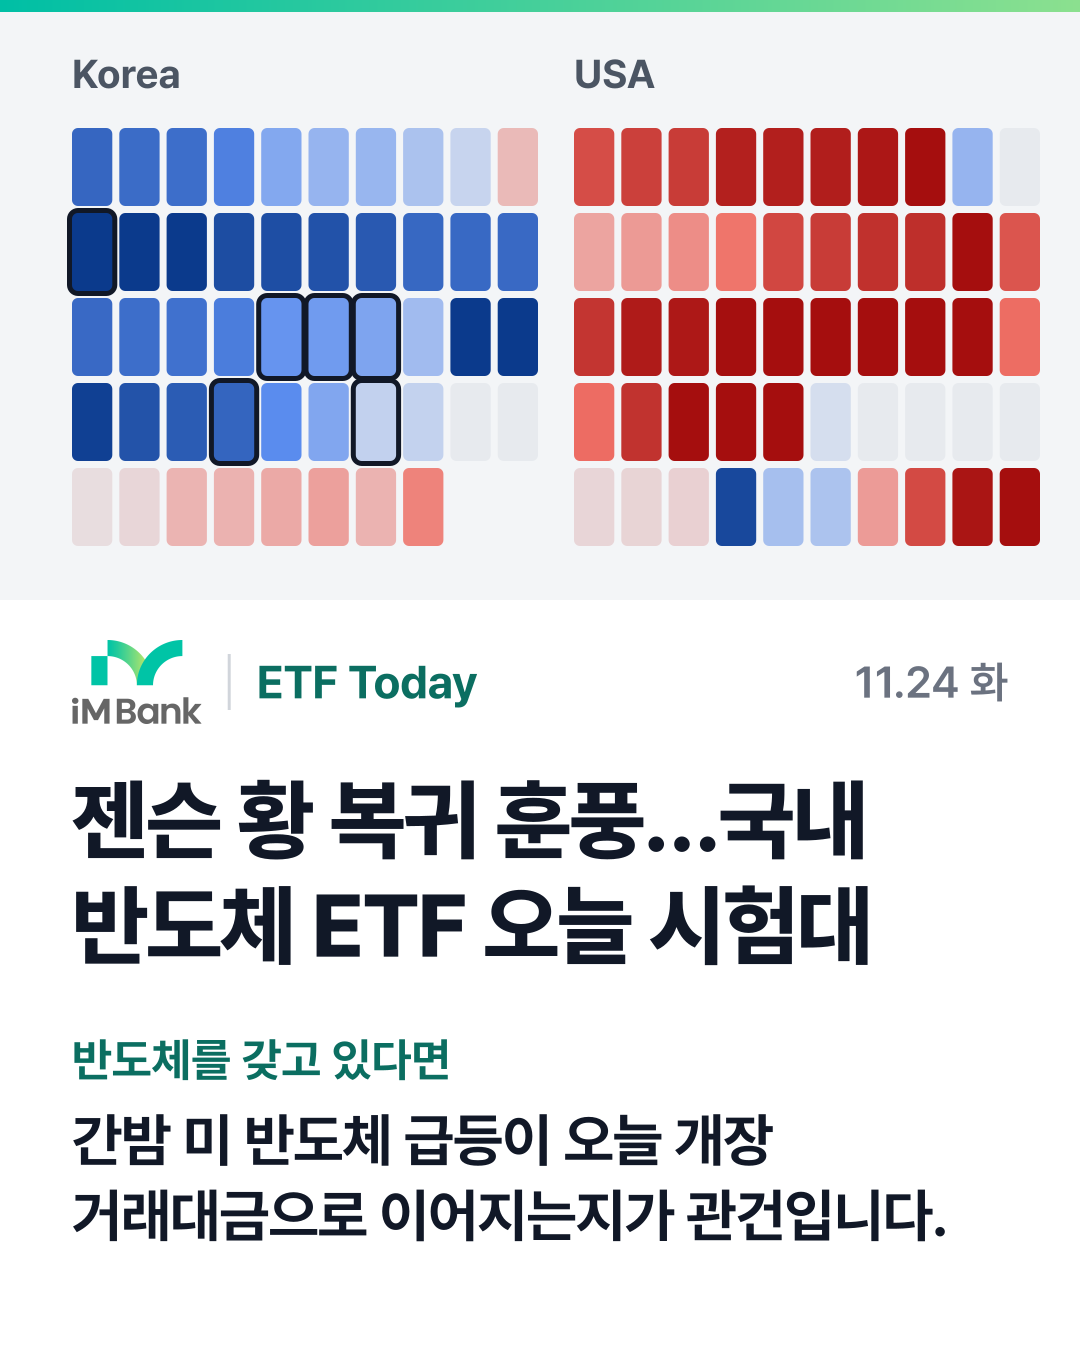 Korea
USA
iM Bank
ETF Today
11.24 화
젠슨 황 복귀 훈풍...국내
반도체 ETF 오늘 시험대
반도체를 갖고 있다면
간밤 미 반도체 급등이 오늘 개장
거래대금으로 이어지는지가 관건입니다.